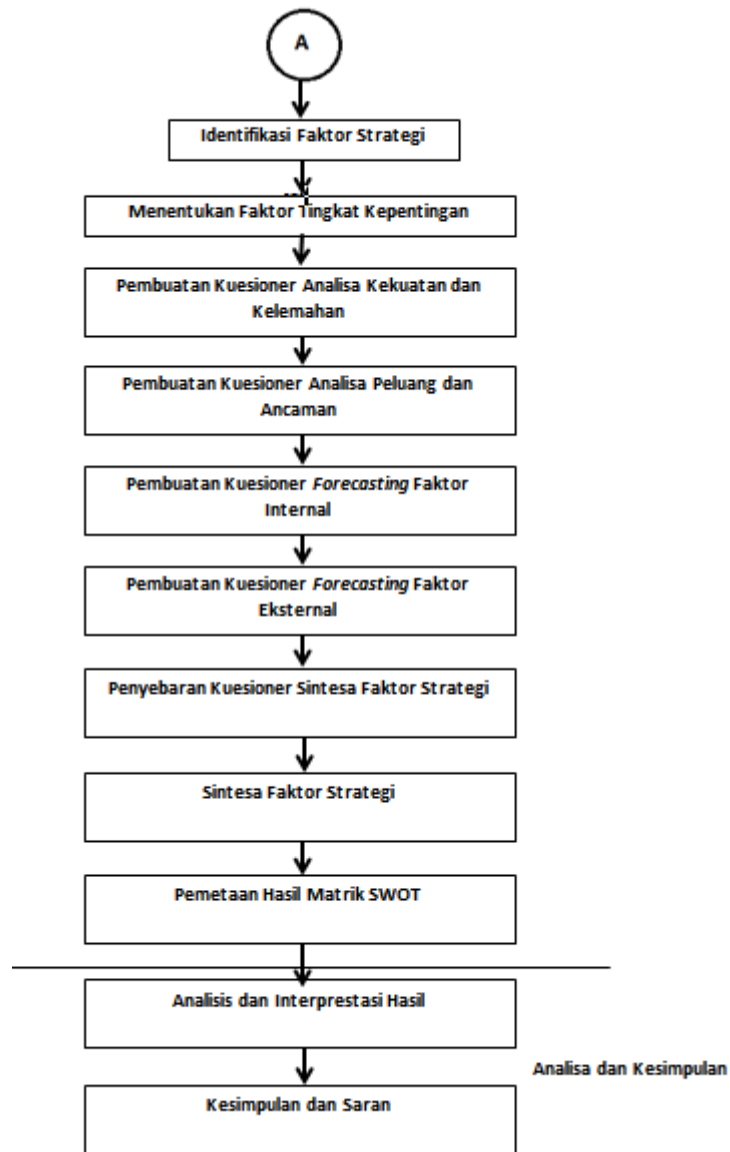 A
Identifikasi Faktor Strategi
Menentukan Faktor Tingkat Kepentingan
Pembuatan Kuesioner Analisa Kekuatan dan
Kelemahan
Pembuatan Kuesioner Analisa Peluang dan
Ancaman
Pembuatan Kuesioner Forecasting Faktor
Internal
Pembuatan Kuesioner Forecasting Faktor
Eksternal
Penyebaran Kuesioner Sintesa Faktor Strategi
Sintesa Faktor Strategi
Pemetaan Hasil Matrik SWOT
Analisis dan Interprestasi Hasil
Analisa dan Kesimpulan
Kesimpulan dan Saran